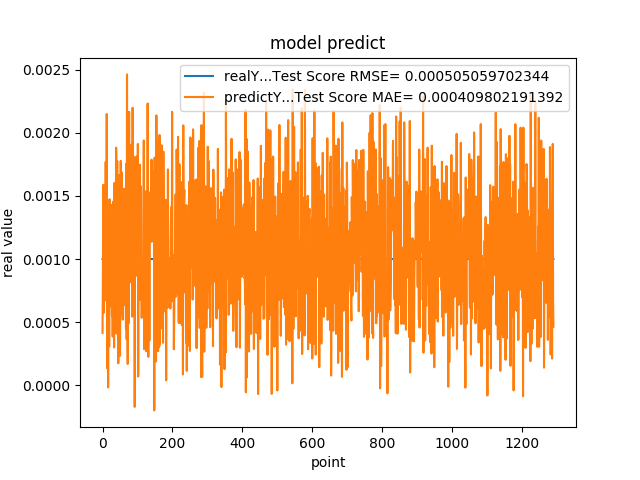 model predict
realY...Test Score RMSE= 0.000505059702344
predictY...Test Score MAE= 0.000409802191392
0.0025
0.0020
0.0015
0.0010
0.0005
0.0000
real value
0 200 400 600 800 1000 1200
point